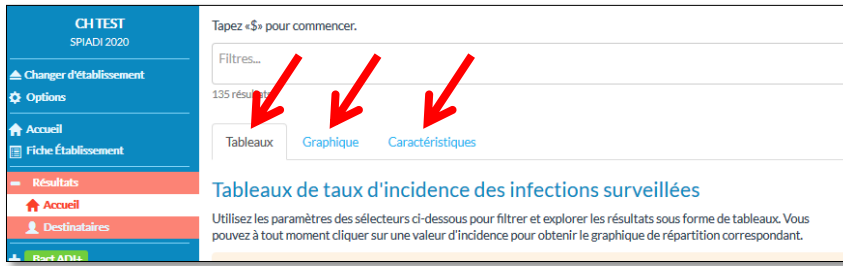 CH TEST
SPIADI 2020
Changer d'établissement
Options
Accueil
Fiche Établissement
Résultats
Accueil
Destinataires
Bact ADI+
Tapez «$» pour commencer.
Filtres...
135 résultats
Tableaux Graphique Caractéristiques
Tableaux de taux d'incidence des infections surveillées
Utilisez les paramètres des sélecteurs ci-dessous pour filtrer et explorer les résultats sous forme de tableaux. Vous
pouvez à tout moment cliquer sur une valeur d'incidence pour obtenir le graphique de répartition correspondant.